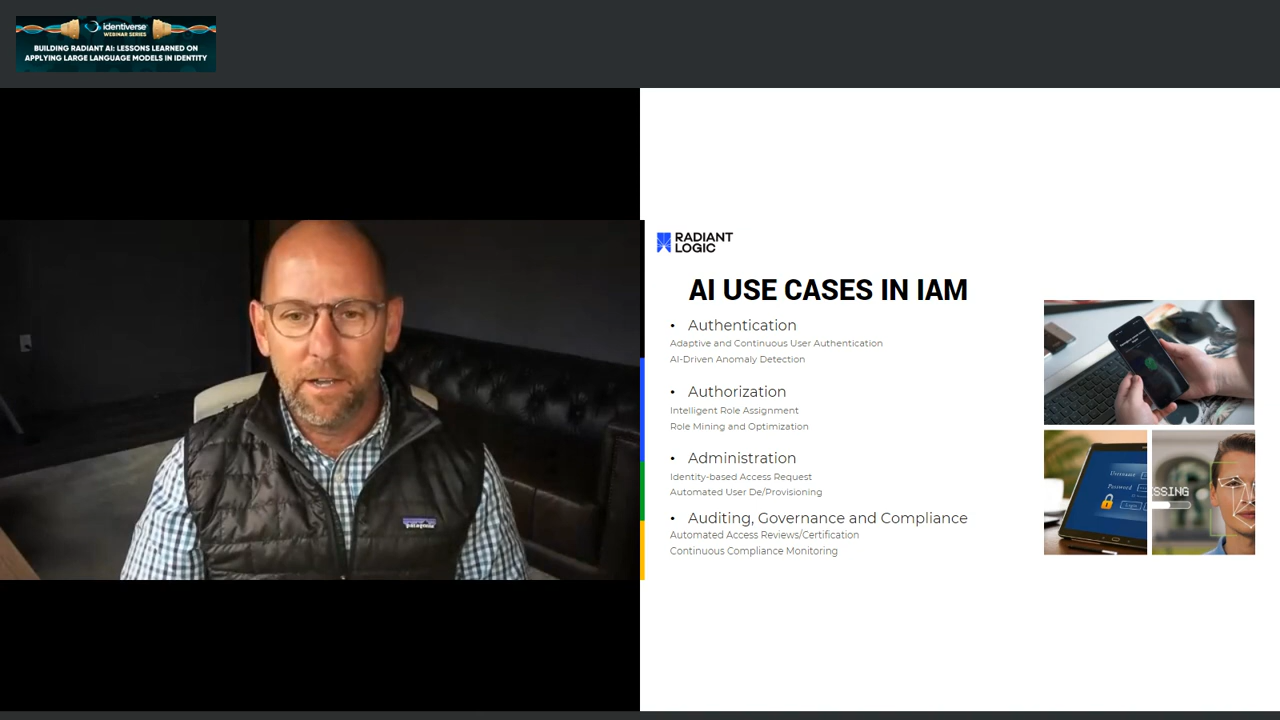 identiverse
WEBINAR SERIES
BUILDING RADIANT AI: LESSONS LEARNED ON
APPLYING LARGE LANGUAGE MODELS IN IDENTITY
RADIANT
LOGIC
AI USE CASES IN IAM
• Authentication
Adaptive and Continuous User Authentication
AI-Driven Anomaly Detection
• Authorization
Intelligent Role Assignment
Role Mining and Optimization
• Administration
Identity-based Access Request
Automated User De/Provisioning
• Auditing, Governance and Compliance
Automated Access Reviews/Certification
Continuous Compliance Monitoring
Username
Password
Login
ESSING
patagonia